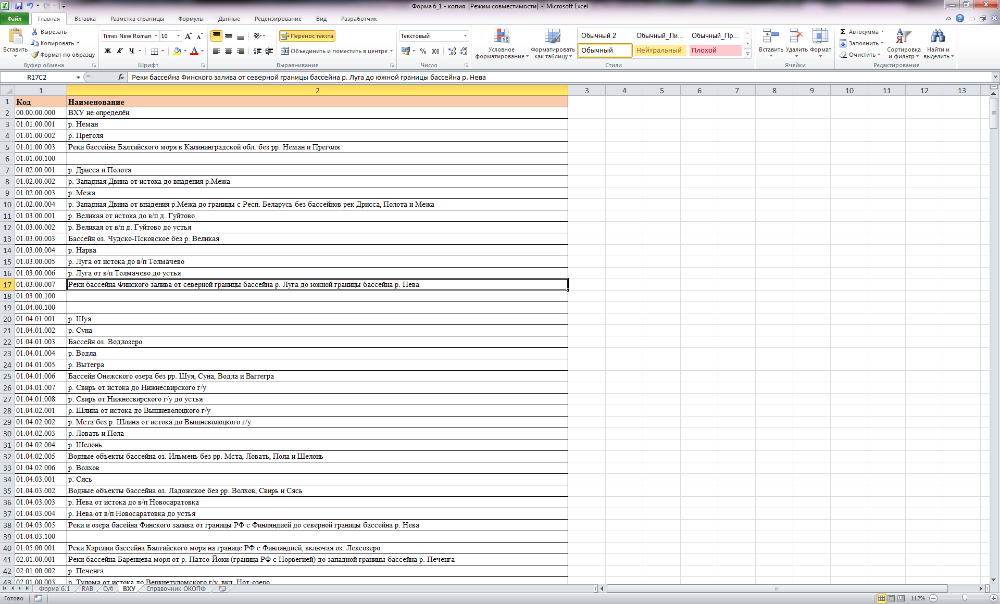 Форма 6_1 - копия  [Режим совместимости]  -  Microsoft Excel
Файл Главная Вставка Разметка страницы Формулы Данные Рецензирование Вид Разработчик
Вставить
Вырезать
Копировать
Формат по образцу
Буфер обмена
Times New Roman 10
Ж К Ч
Шрифт
Перенос текста
Объединить и поместить в центре
Выравнивание
Текстовый
% 000
Число
Условное форматирование
Форматировать как таблицу
Обычный 2 Обычный_Ли... Обычный_Пр...
Обычный Нейтральный Плохой
Стили
Вставить Удалить Формат
Ячейки
Σ Автосумма
Заполнить
Очистить
Сортировка и фильтр
Найти и выделить
Редактирование
R17C2 fx Реки бассейна Финского залива от северной границы бассейна р. Луга до южной границы бассейна р. Нева
1 2 3 4 5 6 7 8 9 10 11 12 13
1 Код Наименование
2 00.00.00.000 ВХУ не определён
3 01.01.00.001 р. Неман
4 01.01.00.002 р. Преголя
5 01.01.00.003 Реки бассейна Балтийского моря в Калининградской обл. без рр. Неман и Преголя
6 01.01.00.100
7 01.02.00.001 р. Дрисса и Полота
8 01.02.00.002 р. Западная Двина от истока до впадения р.Межа
9 01.02.00.003 р. Межа
10 01.02.00.004 р. Западная Двина от впадения р.Межа до границы с Респ. Беларусь без бассейнов рек Дрисса, Полота и Межа
11 01.03.00.001 р. Великая от истока до в/п д. Гуйтово
12 01.03.00.002 р. Великая от в/п д. Гуйтово до устья
13 01.03.00.003 Бассейн оз. Чудско-Псковское без р. Великая
14 01.03.00.004 р. Нарва
15 01.03.00.005 р. Луга от истока до в/п Толмачево
16 01.03.00.006 р. Луга от в/п Толмачево до устья
17 01.03.00.007 Реки бассейна Финского залива от северной границы бассейна р. Луга до южной границы бассейна р. Нева
18 01.03.00.100
19 01.04.00.100
20 01.04.01.001 р. Шуя
21 01.04.01.002 р. Суна
22 01.04.01.003 Бассейн оз. Водлозеро
23 01.04.01.004 р. Водла
24 01.04.01.005 р. Вытегра
25 01.04.01.006 Бассейн Онежского озера без рр. Шуя, Суна, Водла и Вытегра
26 01.04.01.007 р. Свирь от истока до Нижнесвирского г/у
27 01.04.01.008 р. Свирь от Нижнесвирского г/у до устья
28 01.04.02.001 р. Шлина от истока до Вышневолоцкого г/у
29 01.04.02.002 р. Мста без р. Шлина от истока до Вышневолоцкого г/у
30 01.04.02.003 р. Ловать и Пола
31 01.04.02.004 р. Шелонь
32 01.04.02.005 Водные объекты бассейна оз. Ильмень без рр. Мста, Ловать, Пола и Шелонь
33 01.04.02.006 р. Волхов
34 01.04.03.001 р. Сясь
35 01.04.03.002 Водные объекты бассейна оз. Ладожское без рр. Волхов, Свирь и Сясь
36 01.04.03.003 р. Нева от истока до в/п Новосаратовка
37 01.04.03.004 р. Нева от в/п Новосаратовка до устья
38 01.04.03.005 Реки и озера басейна Финского залива от границы РФ с Финляндией до северной границы бассейна р. Нева
39 01.04.03.100
40 01.05.00.001 Реки Карелии бассейна Балтийского моря на границе РФ с Финляндией, включая оз. Лексозеро
41 02.01.00.001 Реки бассейна Баренцева моря от р. Патсо-Йоки (граница РФ с Норвегией) до западной границы бассейна р. Печенга
42 02.01.00.002 р. Печенга
43 02.01.00.003 р. Тулома от истока до Верхнетуломского г/у, вкл. Нот-озеро
Форма 6.1 RAB Суб ВХУ Справочник ОКОПФ
Готово 112%